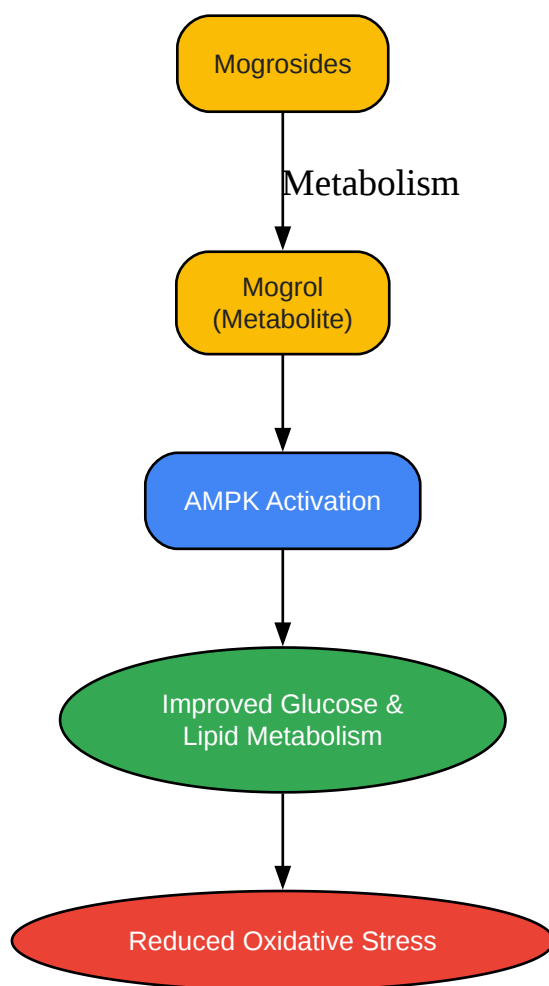 Mogrosides
Metabolism
Mogrol
(Metabolite)
AMPK Activation
Improved Glucose &
Lipid Metabolism
Reduced Oxidative Stress